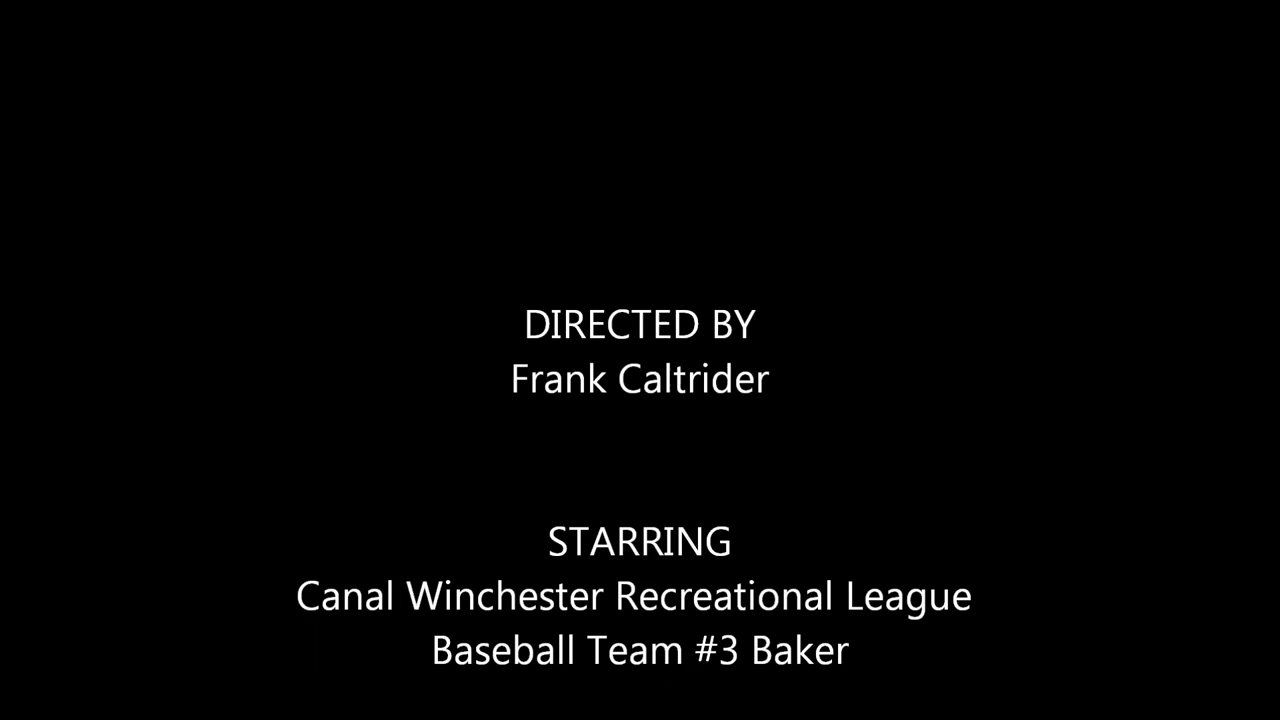 DIRECTED BY
Frank Caltrider
STARRING
Canal Winchester Recreational League
Baseball Team #3 Baker